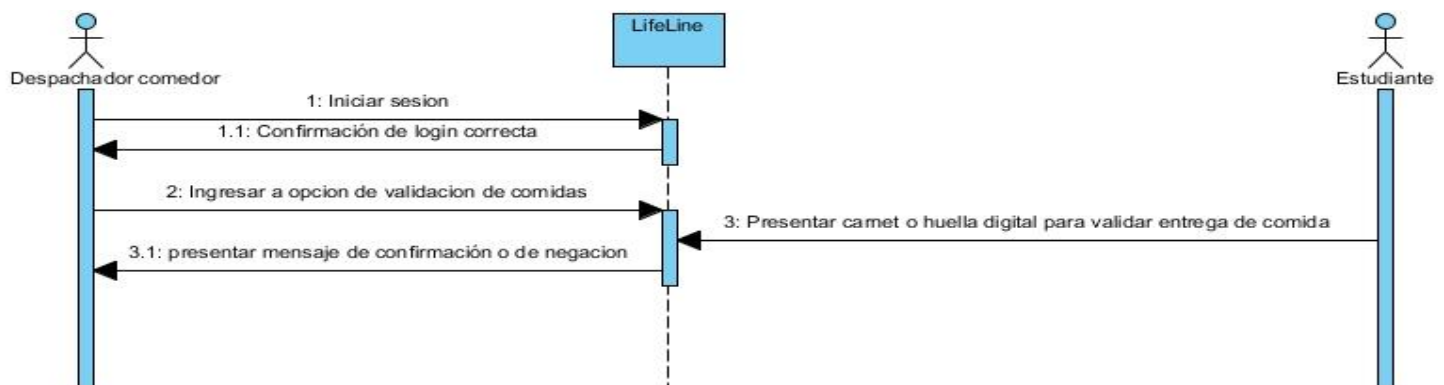 LifeLine
Despachador comedor
Estudiante
1: Iniciar sesion
1.1: Confirmación de login correcta
2: Ingresar a opcion de validacion de comidas
3: Presentar carnet o huella digital para validar entrega de comida
3.1: presentar mensaje de confirmación o de negacion